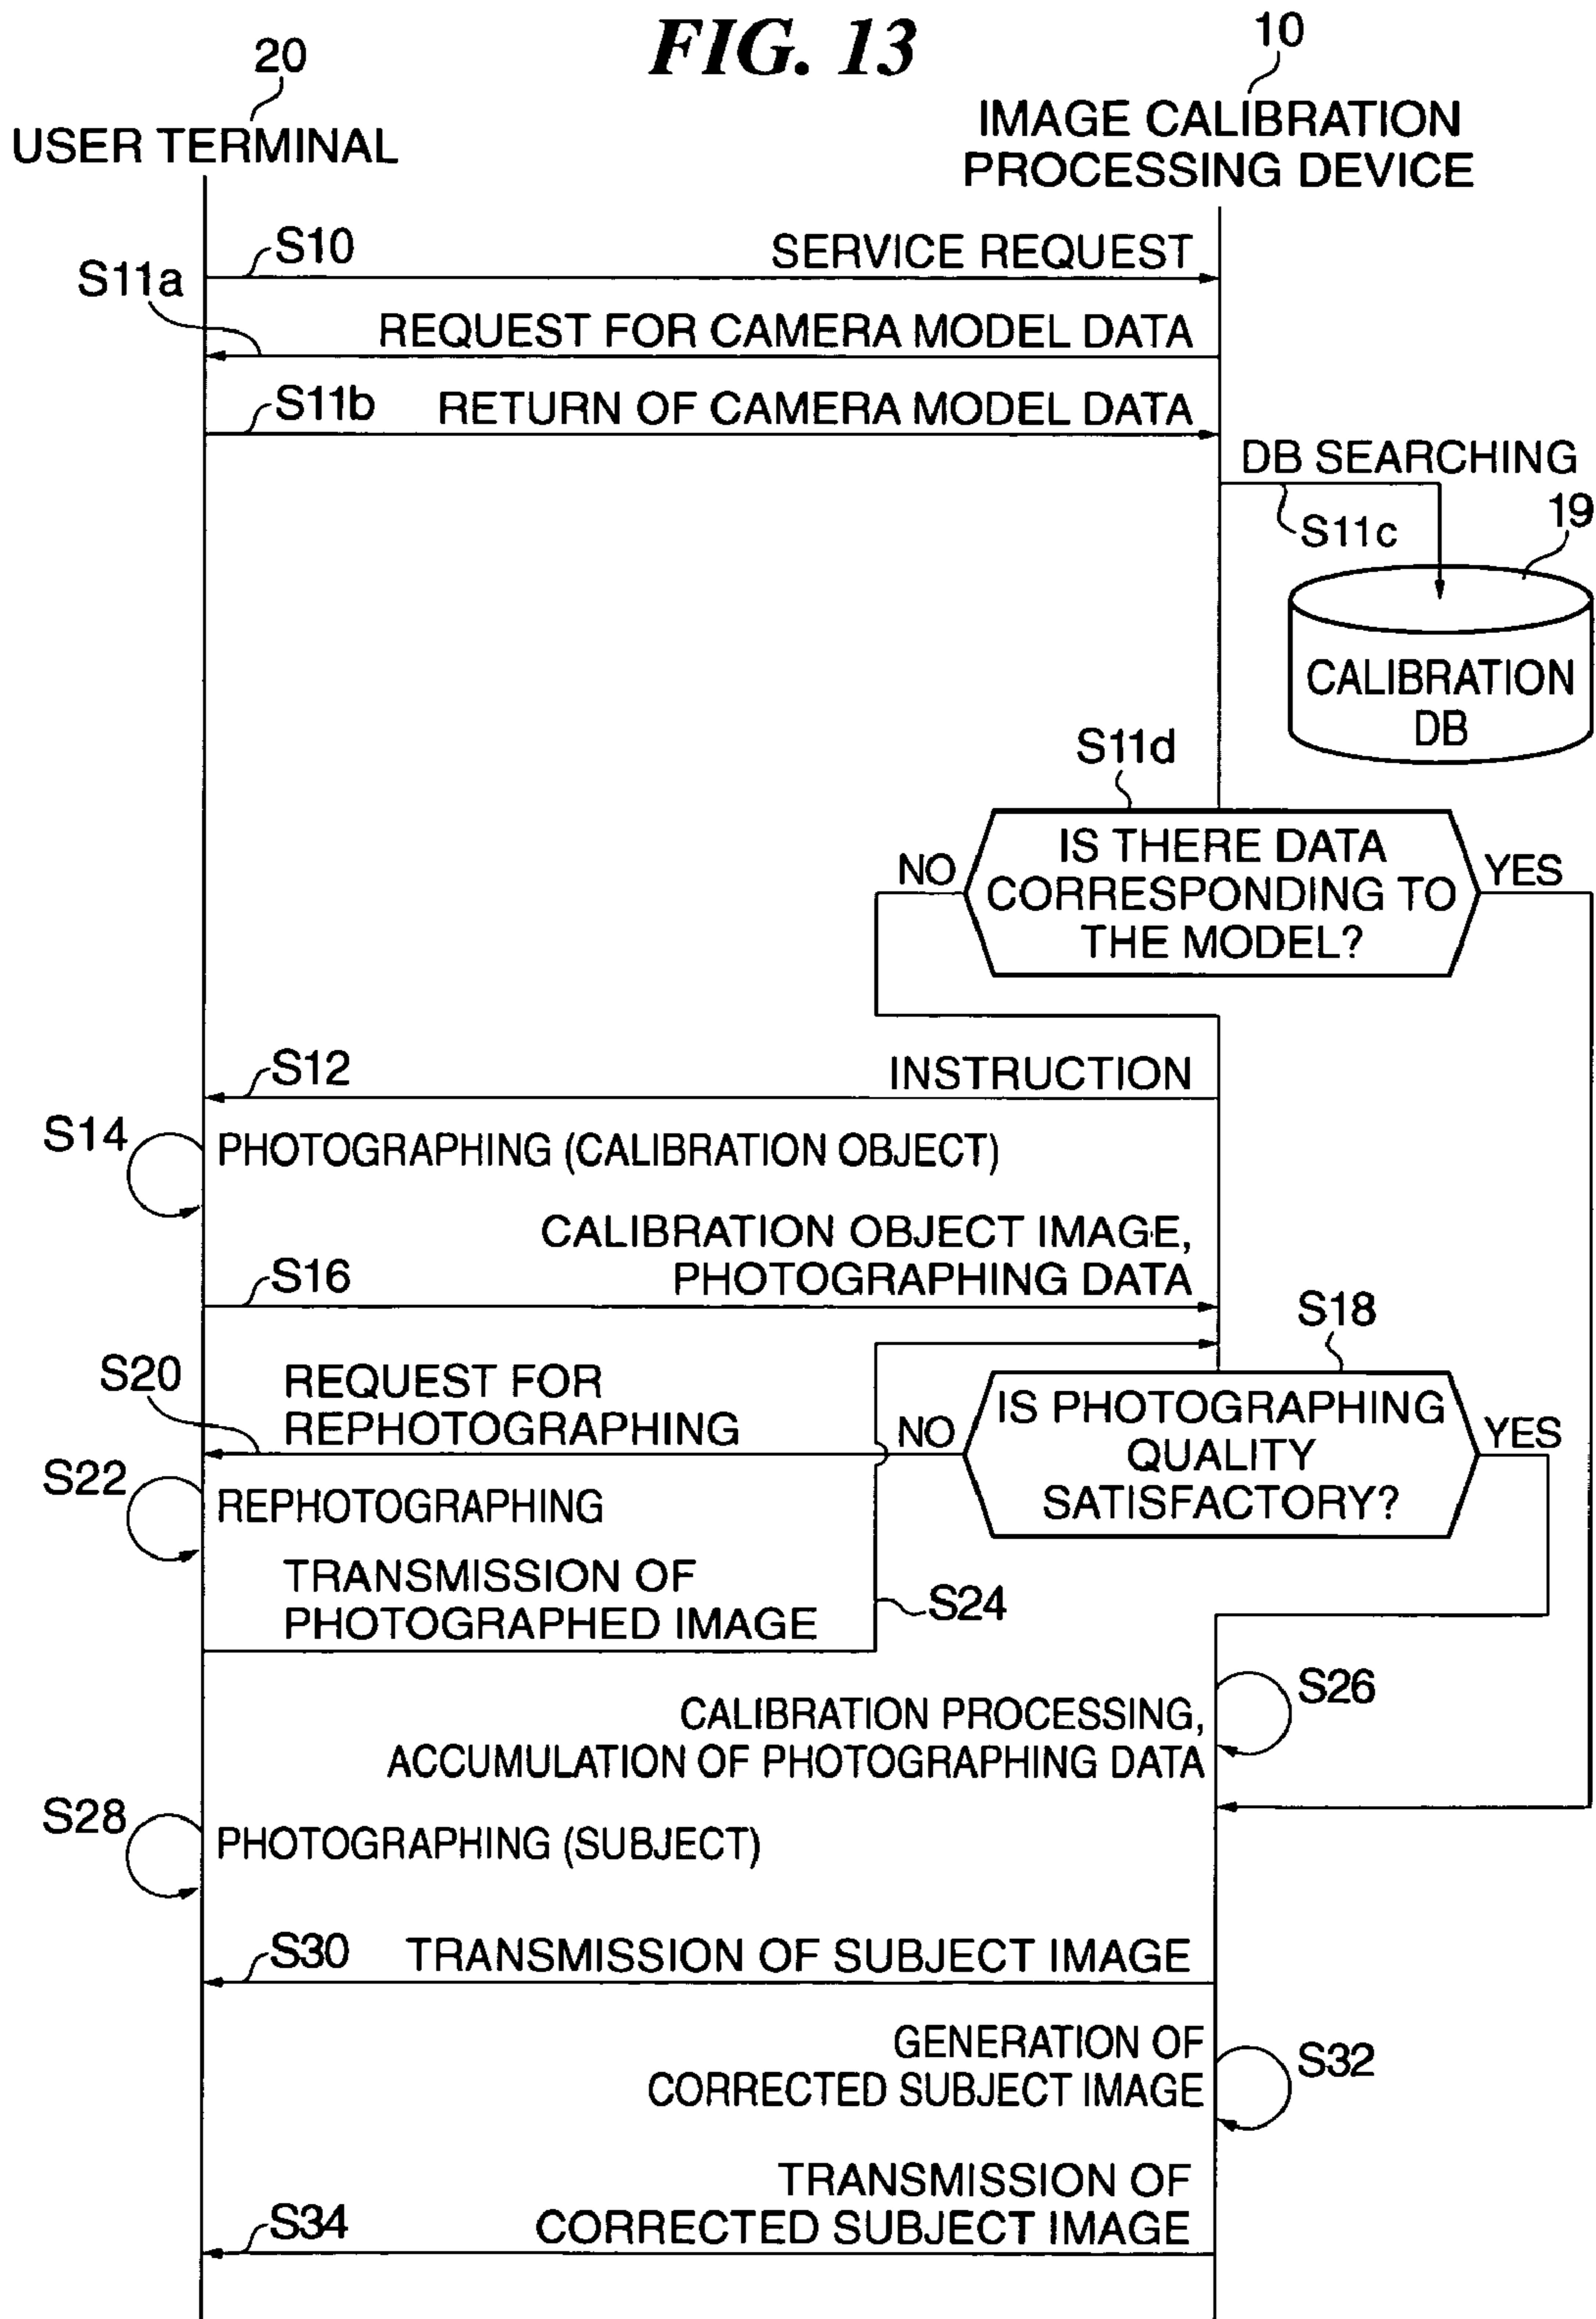 FIG. 13
20
USER TERMINAL
10
IMAGE CALIBRATION
PROCESSING DEVICE
S10
SERVICE REQUEST
S11a
REQUEST FOR CAMERA MODEL DATA
S11b
RETURN OF CAMERA MODEL DATA
DB SEARCHING
S11c
19
CALIBRATION
DB
S11d
IS THERE DATA
CORRESPONDING TO
THE MODEL?
NO
YES
S12
INSTRUCTION
S14
PHOTOGRAPHING (CALIBRATION OBJECT)
CALIBRATION OBJECT IMAGE,
PHOTOGRAPHING DATA
S16
S18
IS PHOTOGRAPHING
QUALITY
SATISFACTORY?
NO
YES
S20
REQUEST FOR
REPHOTOGRAPHING
S22
REPHOTOGRAPHING
TRANSMISSION OF
PHOTOGRAPHED IMAGE
S24
S26
CALIBRATION PROCESSING,
ACCUMULATION OF PHOTOGRAPHING DATA
S28
PHOTOGRAPHING (SUBJECT)
S30
TRANSMISSION OF SUBJECT IMAGE
GENERATION OF
CORRECTED SUBJECT IMAGE
S32
TRANSMISSION OF
CORRECTED SUBJECT IMAGE
S34